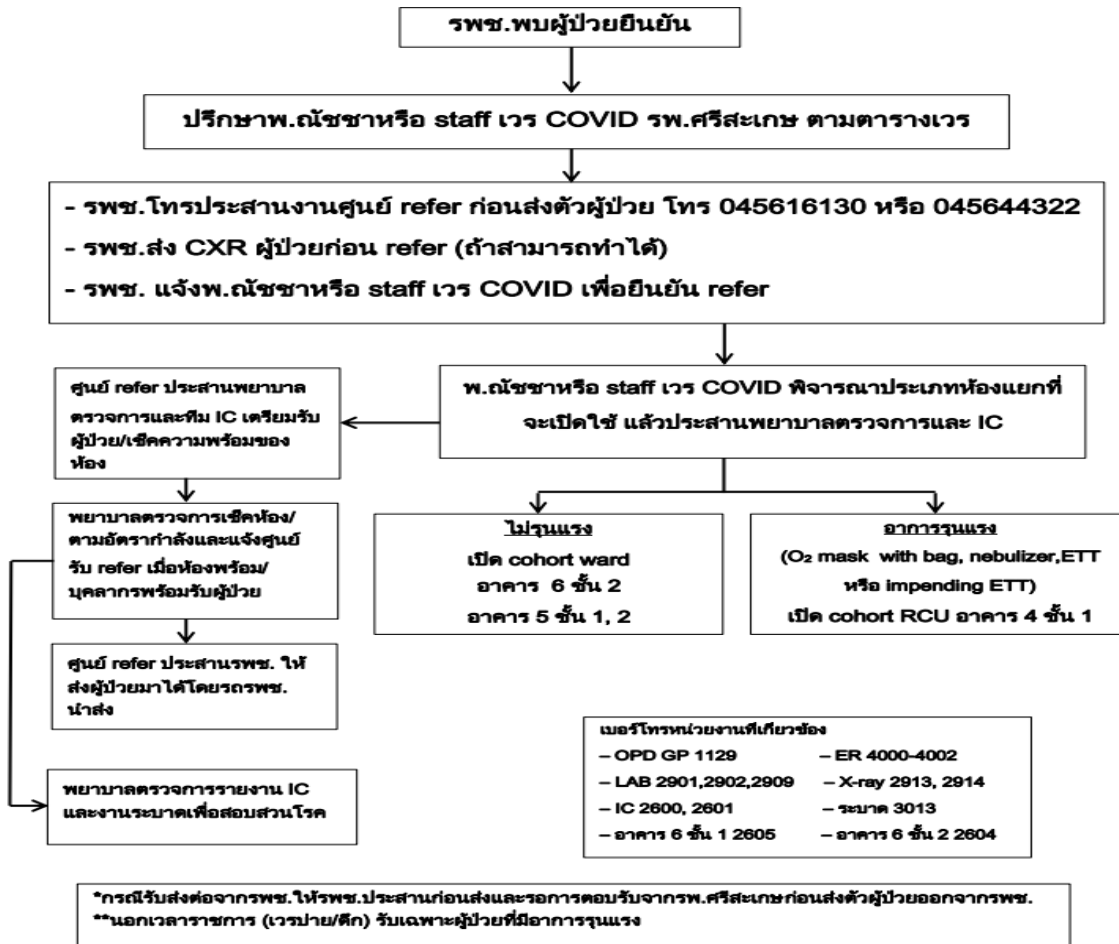 รพช.พบผู้ป่วยยืนยัน
ปรึกษาพ.ณัชชาหรือ staff เวร COVID รพ.ศรีสะเกษ ตามตารางเวร
- รพช.โทรประสานงานศูนย์ refer ก่อนส่งตัวผู้ป่วย โทร 045616130 หรือ 045644322
- รพช.ส่ง CXR ผู้ป่วยก่อน refer (ถ้าสามารถทำได้)
- รพช. แจ้งพ.ณัชชาหรือ staff เวร COVID เพื่อยืนยัน refer
พ.ณัชชาหรือ staff เวร COVID พิจารณาประเภทห้องแยกที่
จะเปิดใช้ แล้วประสานพยาบาลตรวจการและ IC
ศูนย์ refer ประสานพยาบาล
ตรวจการและทีม IC เตรียมรับ
ผู้ป่วย/เช็คความพร้อมของ
ห้อง
พยาบาลตรวจการเช็คห้อง/
ตามอัตรากำลังและแจ้งศูนย์
รับ refer เมื่อห้องพร้อม/
บุคลากรพร้อมรับผู้ป่วย
ศูนย์ refer ประสานรพช. ให้
ส่งผู้ป่วยมาได้โดยรถรพช.
นำส่ง
พยาบาลตรวจการรายงาน IC
และงานระบาดเพื่อสอบสวนโรค
ไม่รุนแรง
เปิด cohort ward
อาคาร 6 ชั้น 2
อาคาร 5 ชั้น 1, 2
อาการรุนแรง
(O₂ mask with bag, nebulizer,ETT
หรือ impending ETT)
เปิด cohort RCU อาคาร 4 ชั้น 1
เบอร์โทรหน่วยงานที่เกี่ยวข้อง
– OPD GP 1129 – ER 4000-4002
– LAB 2901,2902,2909 – X-ray 2913, 2914
– IC 2600, 2601 – ระบาด 3013
– อาคาร 6 ชั้น 1 2605 – อาคาร 6 ชั้น 2 2604
*กรณีรับส่งต่อจากรพช.ให้รพช.ประสานก่อนส่งและรอการตอบรับจากรพ.ศรีสะเกษก่อนส่งตัวผู้ป่วยออกจากรพช.
**นอกเวลาราชการ (เวรบ่าย/ดึก) รับเฉพาะผู้ป่วยที่มีอาการรุนแรง